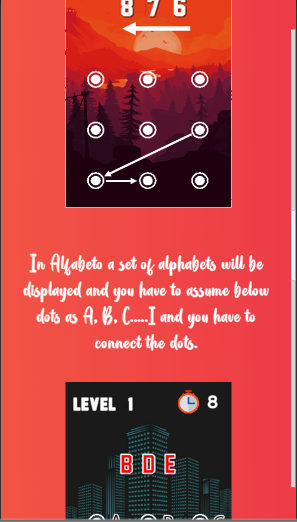 8 7 6
In Alfabeto a set of alphabets will be
displayed and you have to assume below
dots as A, B, C.....I and you have to
connect the dots.
LEVEL 1 8
B D E